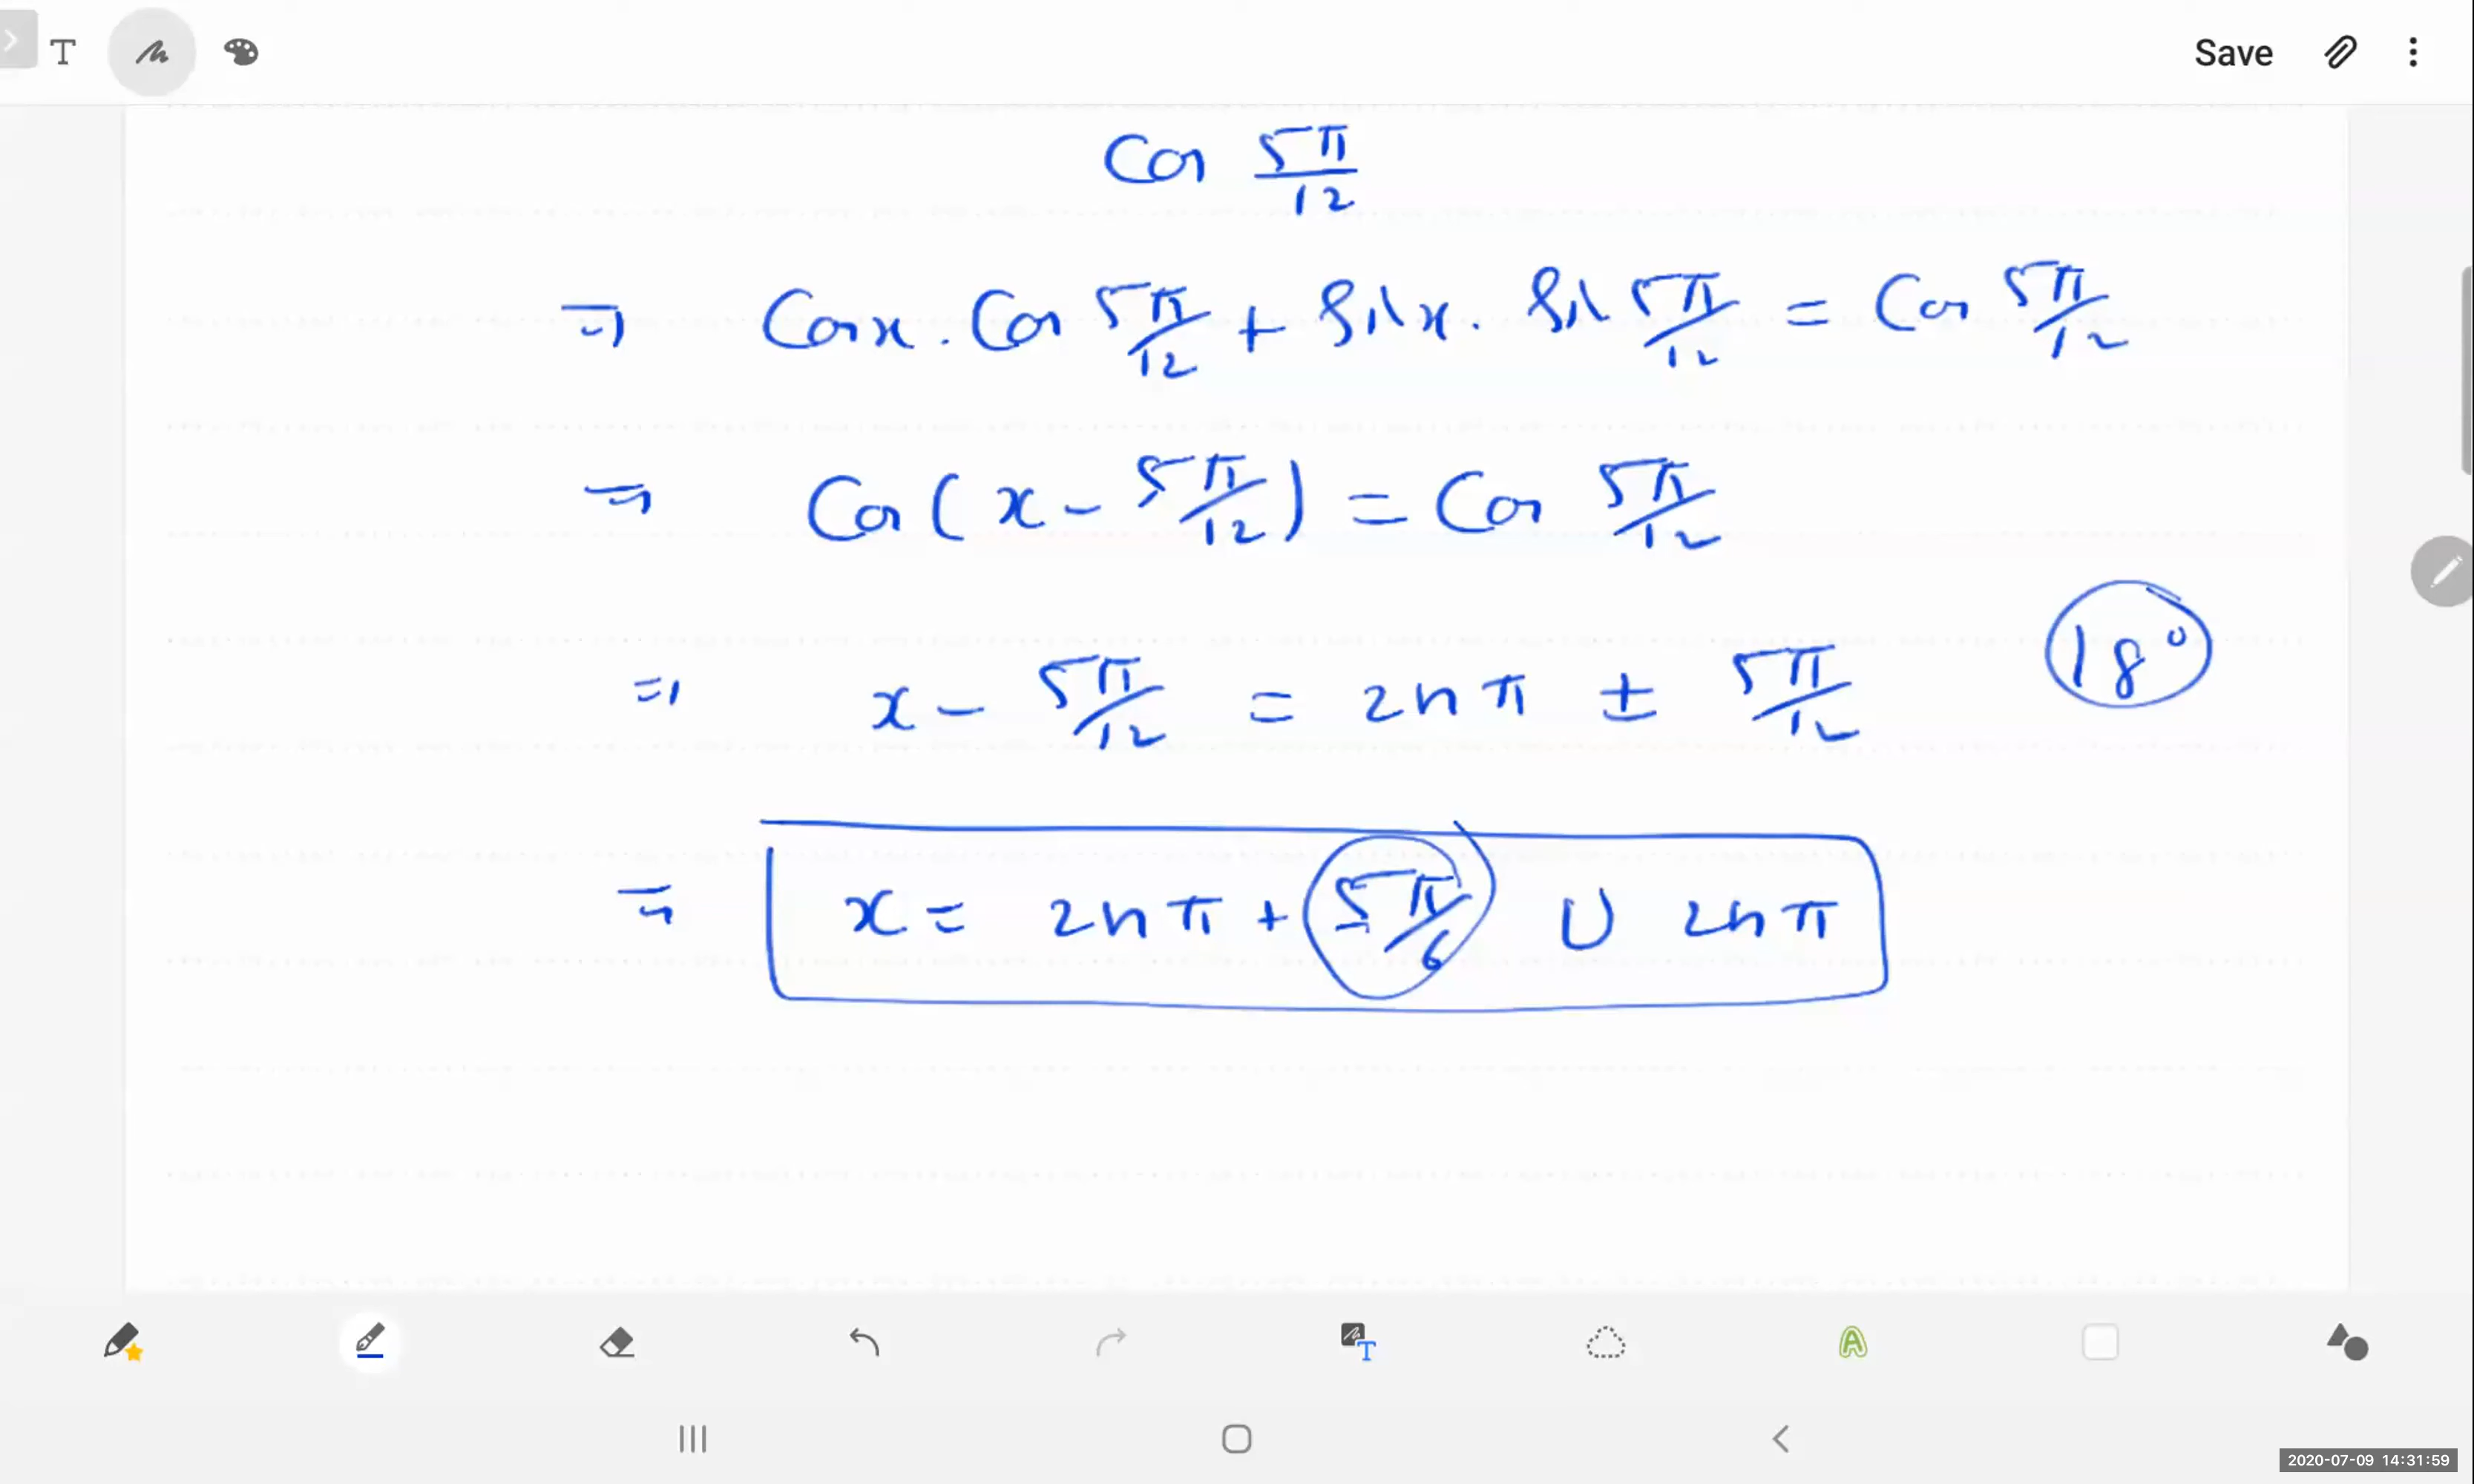 T Save
Cos 5π/12
⇒ Cosx . Cos 5π/12 + Sinx . Sin 5π/12 = Cos 5π/12
⇒ Cos ( x - 5π/12 ) = Cos 5π/12
18°
⇒ x - 5π/12 = 2nπ ± 5π/12
⇒ x = 2nπ + 5π/6 ∪ 2nπ
T A
2020-07-09 14:31:59